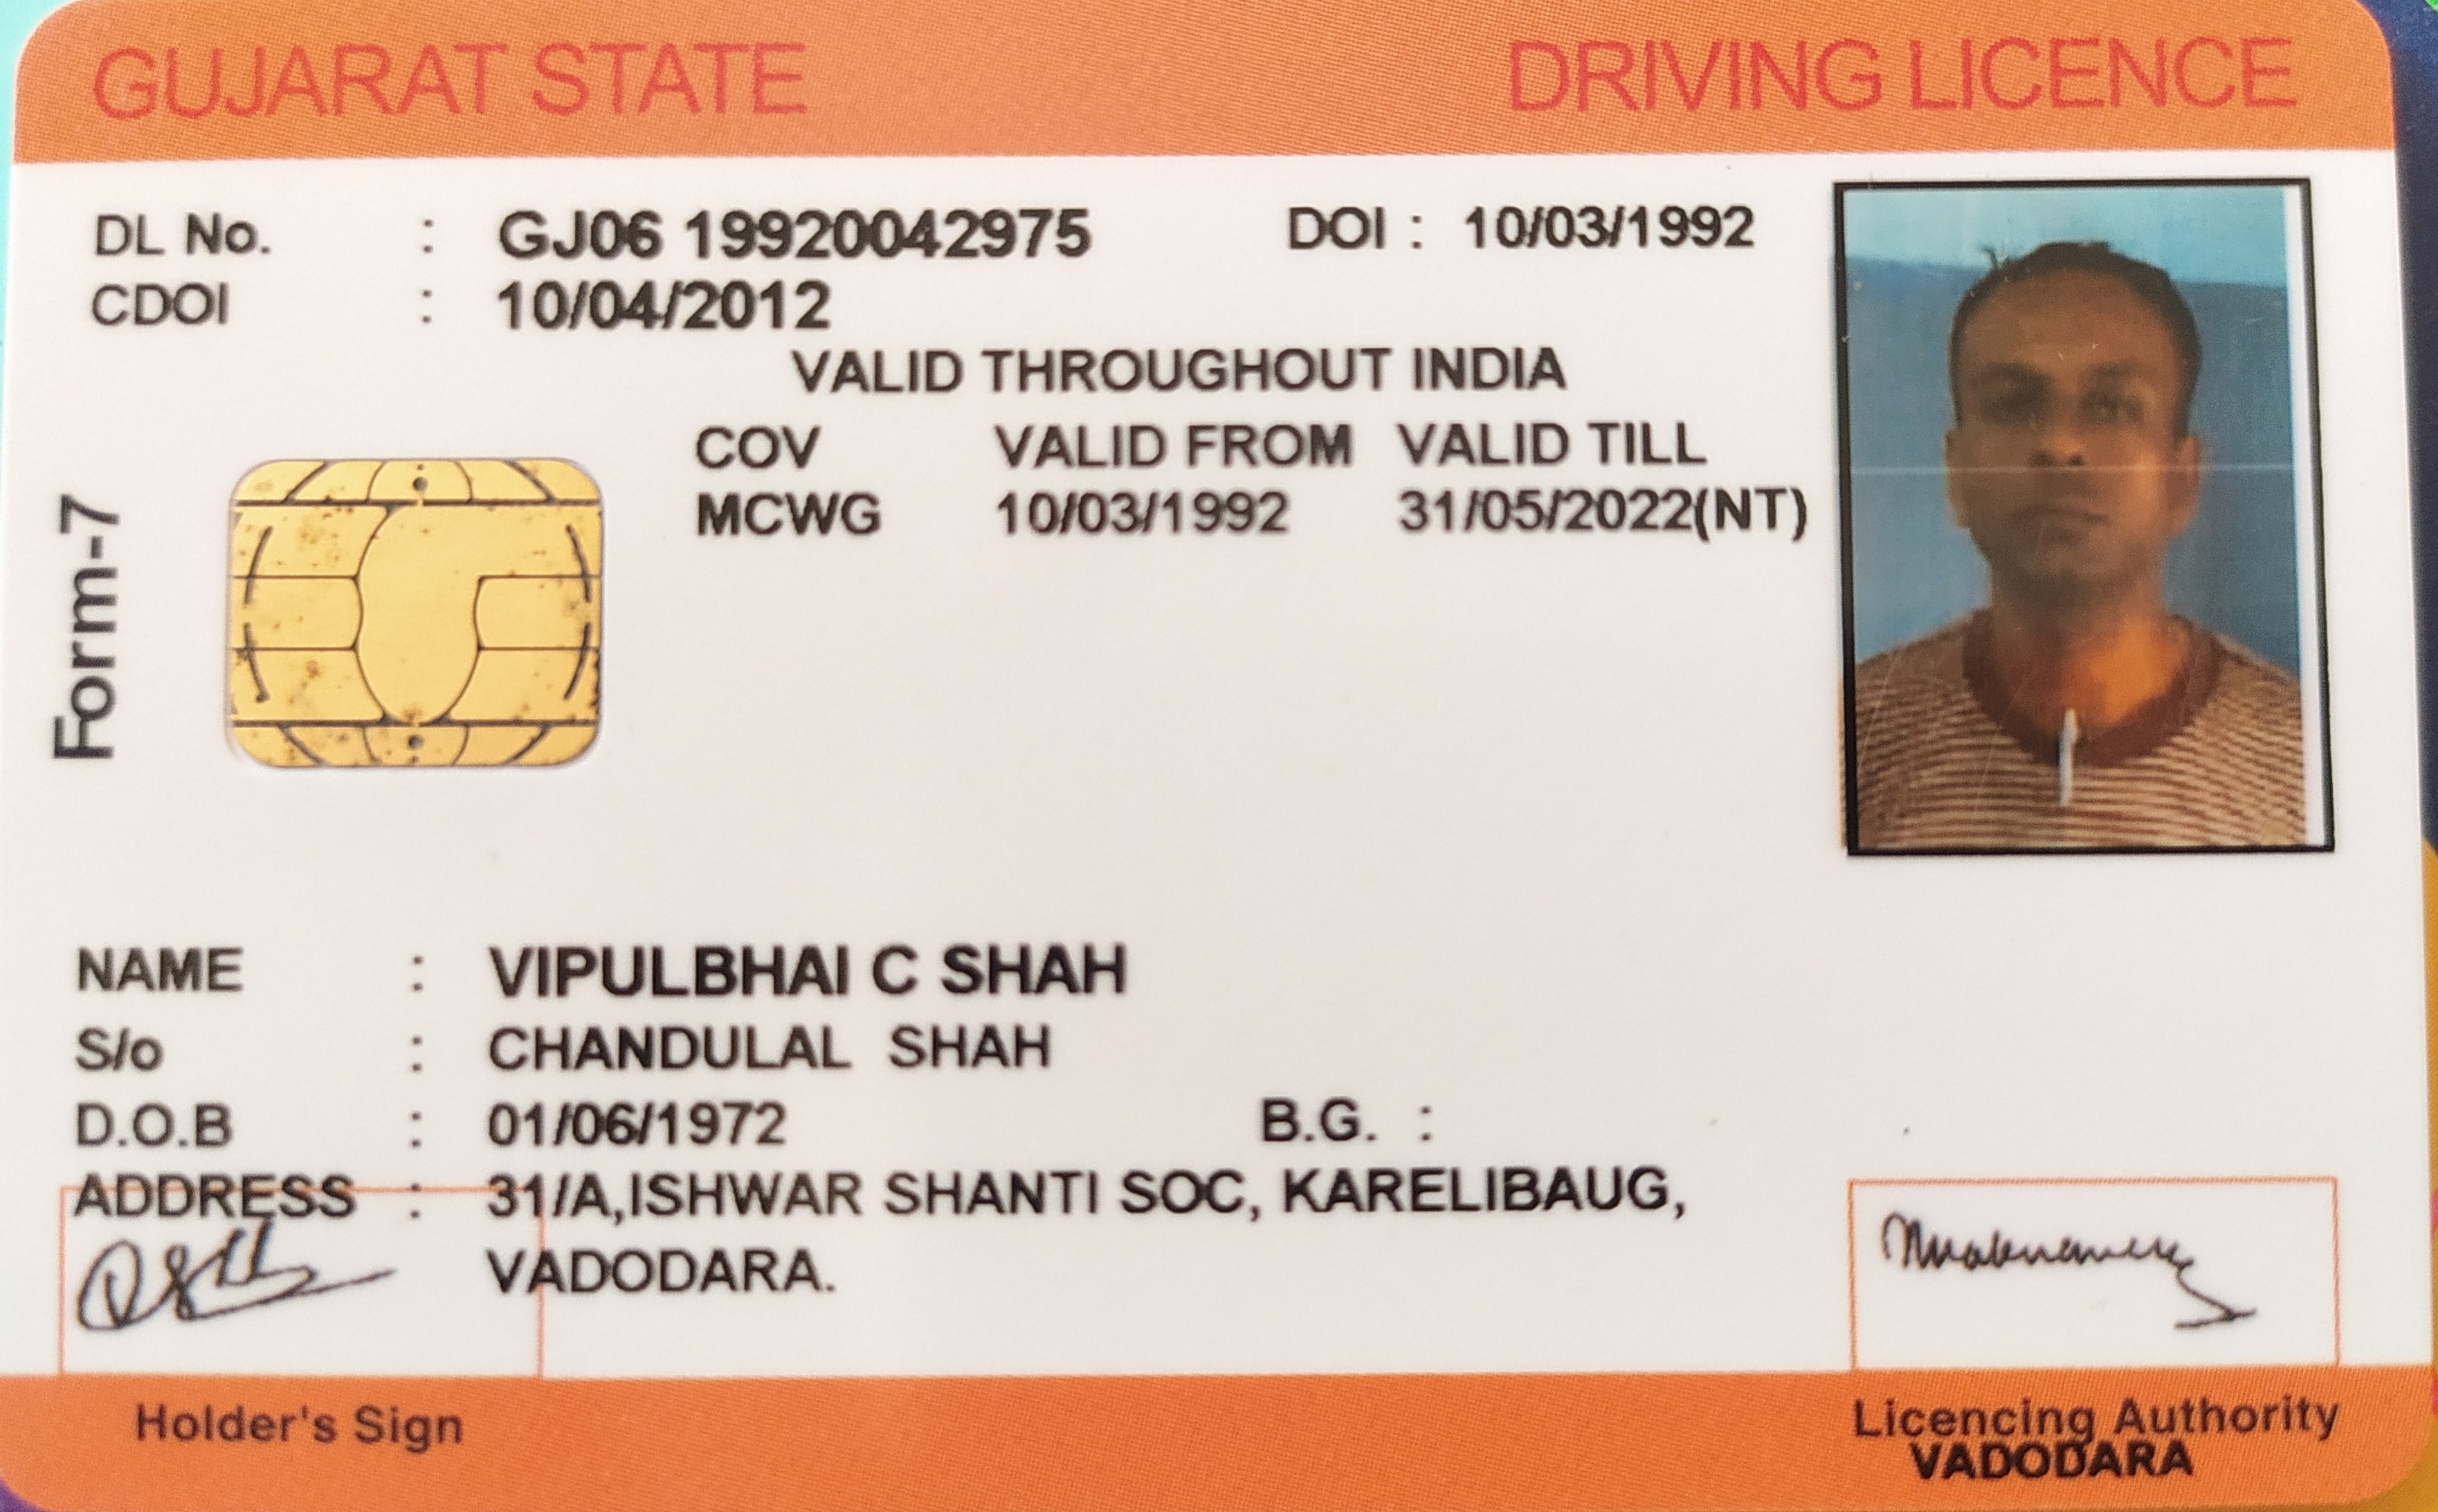 GUJARAT STATE DRIVING LICENCE
DL No. : GJ06 19920042975 DOI : 10/03/1992
CDOI : 10/04/2012
VALID THROUGHOUT INDIA
COV VALID FROM VALID TILL
MCWG 10/03/1992 31/05/2022(NT)
Form-7
NAME : VIPULBHAI C SHAH
S/o : CHANDULAL SHAH
D.O.B : 01/06/1972 B.G. :
ADDRESS : 31/A,ISHWAR SHANTI SOC, KARELIBAUG,
VADODARA.
Holder's Sign Licencing Authority
VADODARA